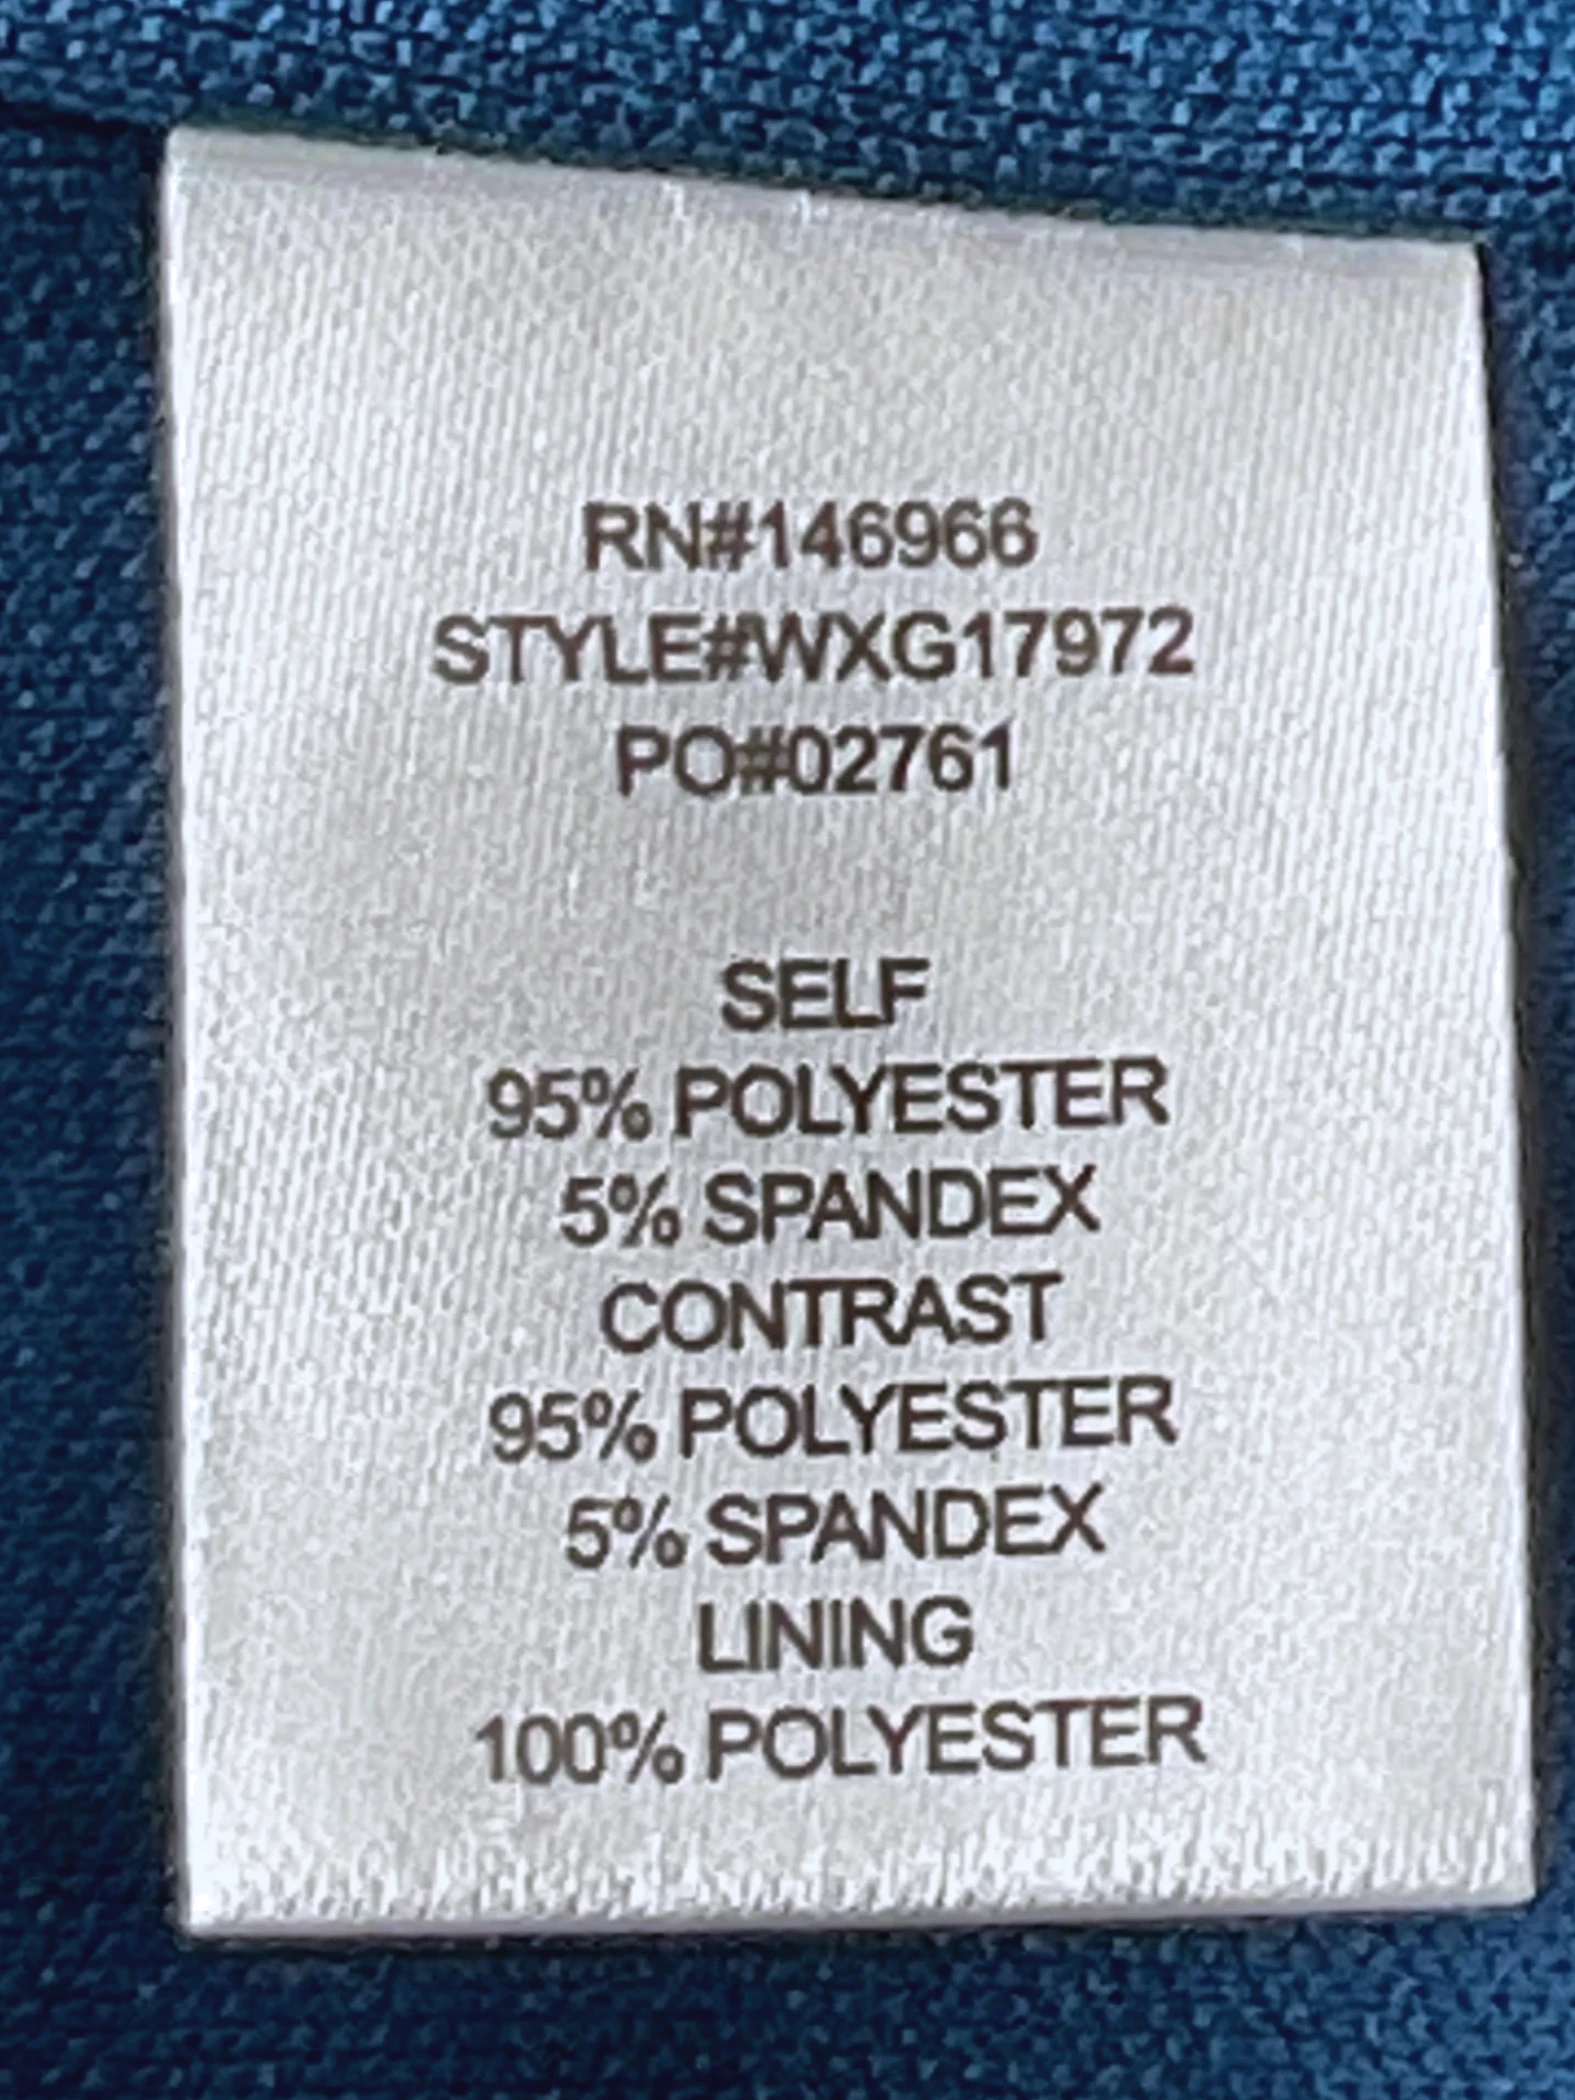 RN#146966
STYLE#WXG17972
PO#02761
SELF
95% POLYESTER
5% SPANDEX
CONTRAST
95% POLYESTER
5% SPANDEX
LINING
100% POLYESTER